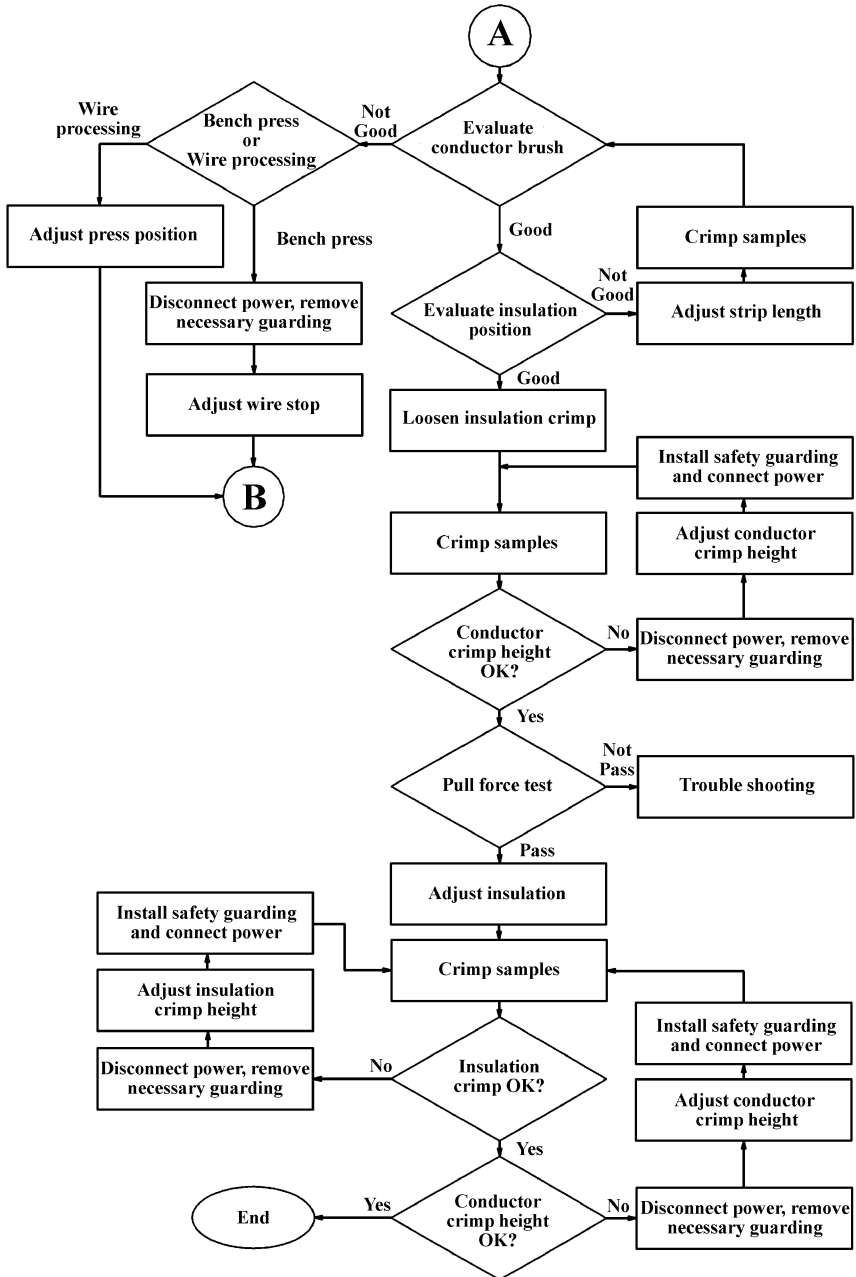 A
Evaluate
conductor brush
Not
Good
Bench press
or
Wire processing
Wire
processing
Adjust press position
Bench press
Disconnect power, remove
necessary guarding
Adjust wire stop
B
Good
Evaluate insulation
position
Not
Good
Adjust strip length
Crimp samples
Good
Loosen insulation crimp
Crimp samples
Conductor
crimp height
OK?
No
Disconnect power, remove
necessary guarding
Adjust conductor
crimp height
Install safety guarding
and connect power
Yes
Pull force test
Not
Pass
Trouble shooting
Pass
Adjust insulation
Crimp samples
Insulation
crimp OK?
No
Disconnect power, remove
necessary guarding
Adjust insulation
crimp height
Install safety guarding
and connect power
Yes
Conductor
crimp height
OK?
No
Disconnect power, remove
necessary guarding
Adjust conductor
crimp height
Install safety guarding
and connect power
Yes
End